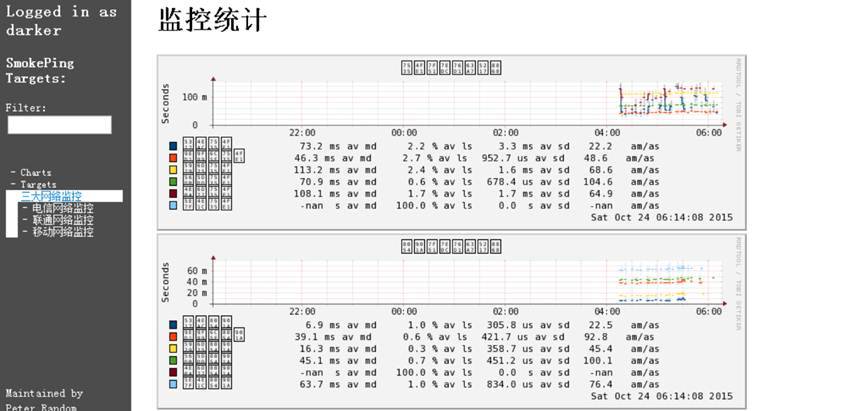 Logged in as
darker
SmokePing
Targets:
Filter:
- Charts
- Targets
三大网络监控
- 电信网络监控
- 联通网络监控
- 移动网络监控
Maintained by
Peter Random
监控统计
Seconds
100 m
0
22:00 00:00 02:00 04:00 06:00
73.2 ms av md 2.2 % av ls 3.3 ms av sd 22.2 am/as
46.3 ms av md 2.7 % av ls 952.7 us av sd 48.6 am/as
113.2 ms av md 2.4 % av ls 1.6 ms av sd 68.6 am/as
70.9 ms av md 0.6 % av ls 678.4 us av sd 104.6 am/as
108.1 ms av md 1.7 % av ls 1.7 ms av sd 64.9 am/as
-nan s av md 100.0 % av ls 0.0 s av sd -nan am/as
Sat Oct 24 06:14:08 2015
RRDTOOL / TOBI OETIKER
Seconds
60 m
40 m
20 m
0
22:00 00:00 02:00 04:00 06:00
6.9 ms av md 1.0 % av ls 305.8 us av sd 22.5 am/as
39.1 ms av md 0.6 % av ls 421.7 us av sd 92.8 am/as
16.3 ms av md 0.3 % av ls 358.7 us av sd 45.4 am/as
45.1 ms av md 0.7 % av ls 451.2 us av sd 100.1 am/as
-nan s av md 100.0 % av ls 0.0 s av sd -nan am/as
63.7 ms av md 1.0 % av ls 834.0 us av sd 76.4 am/as
Sat Oct 24 06:14:08 2015
RRDTOOL / TOBI OETIKER